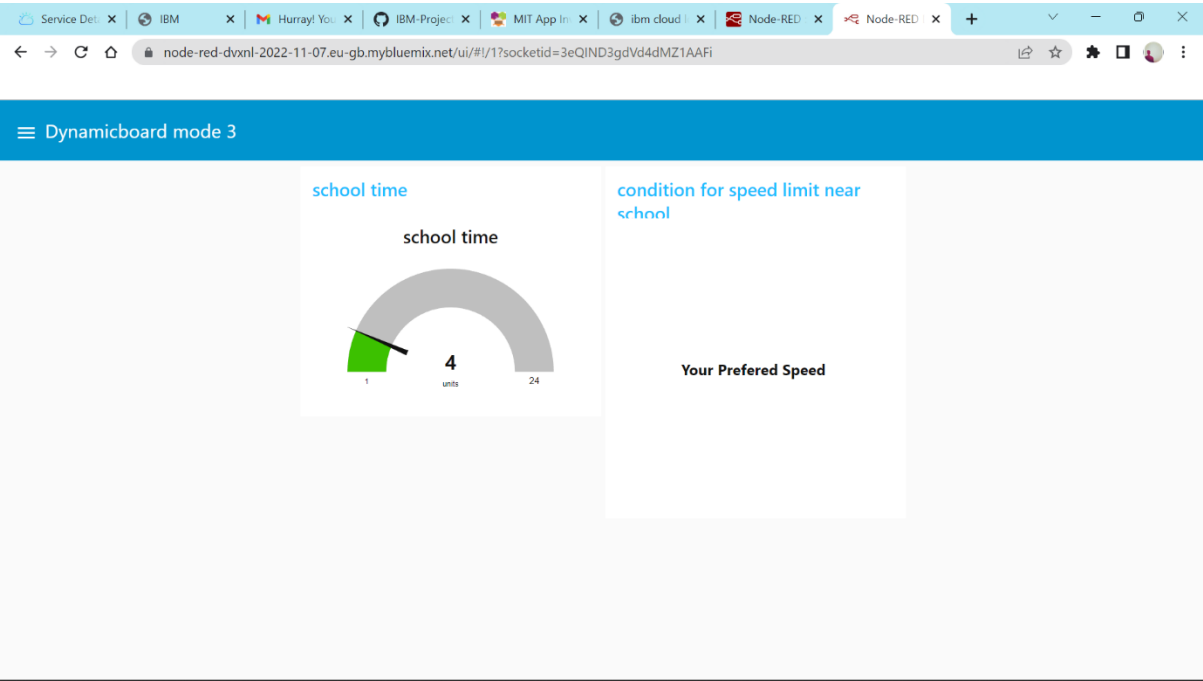 Service Deta
IBM
Hurray! You
IBM-Project
MIT App In
ibm cloud
Node-RED
Node-RED
node-red-dvxnl-2022-11-07.eu-gb.mybluemix.net/ui/#!/1?socketid=3eQIND3gdVd4dMZ1AAFi
Dynamicboard mode 3
school time
condition for speed limit near
school
school time
4
units
1
24
Your Prefered Speed